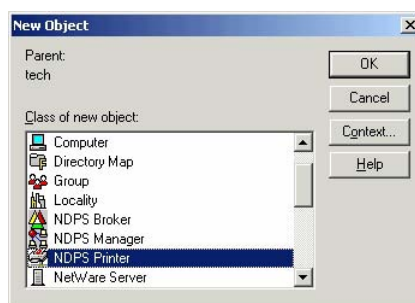 New Object
Parent:
tech
Class of new object:
Computer
Directory Map
Group
Locality
NDPS Broker
NDPS Manager
NDPS Printer
NetWare Server
OK
Cancel
Context...
Help